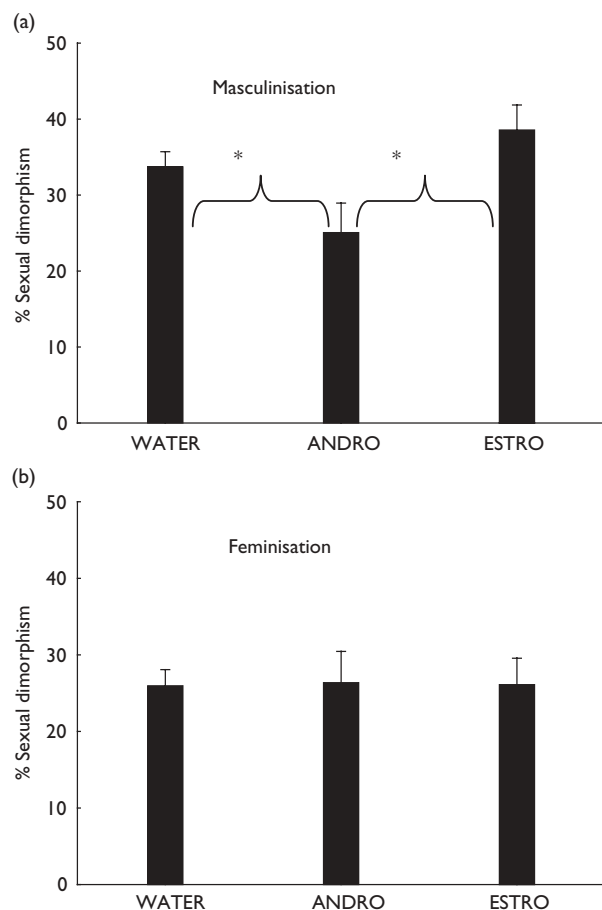 (a)
50
Masculinisation
40
*
*
30
% Sexual dimorphism
20
10
0
WATER ANDRO ESTRO
(b)
50
Feminisation
40
30
% Sexual dimorphism
20
10
0
WATER ANDRO ESTRO